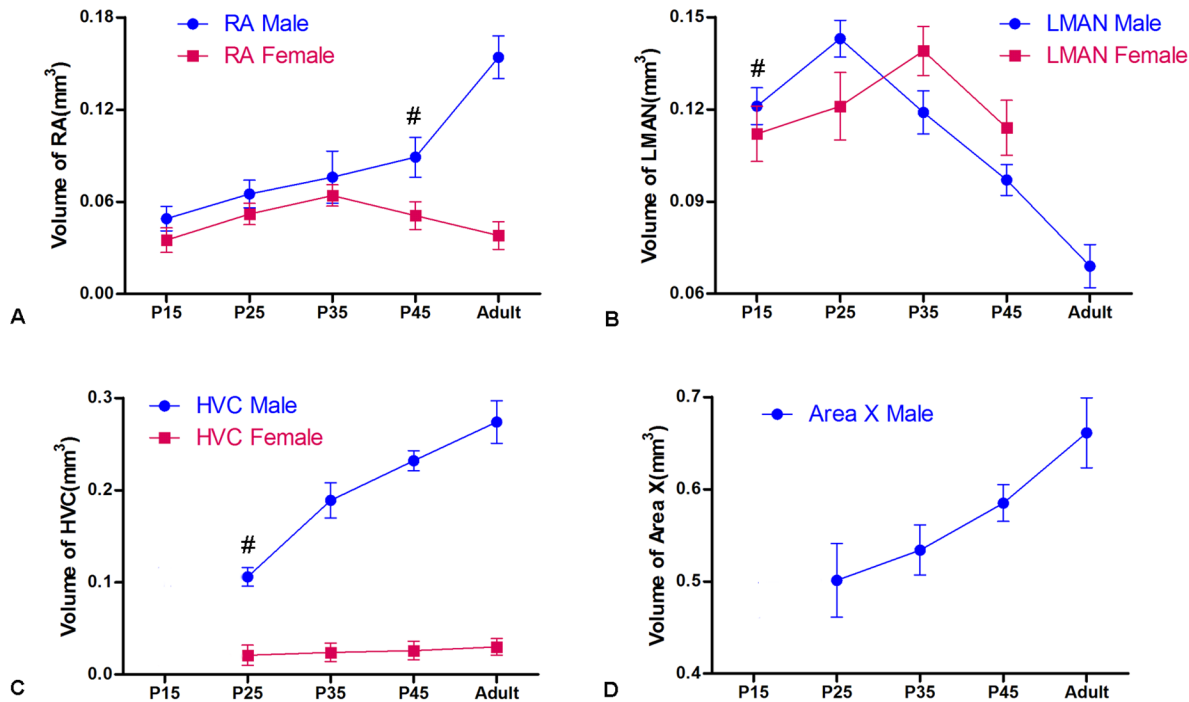 A
RA Male
RA Female
Volume of RA(mm³)
0.18
0.12
0.06
0.00
#
P15 P25 P35 P45 Adult
B
LMAN Male
LMAN Female
Volume of LMAN(mm³)
0.15
0.12
0.09
0.06
#
P15 P25 P35 P45 Adult
C
HVC Male
HVC Female
Volume of HVC(mm³)
0.3
0.2
0.1
0.0
#
P15 P25 P35 P45 Adult
D
Area X Male
Volume of Area X(mm³)
0.7
0.6
0.5
0.4
P15 P25 P35 P45 Adult